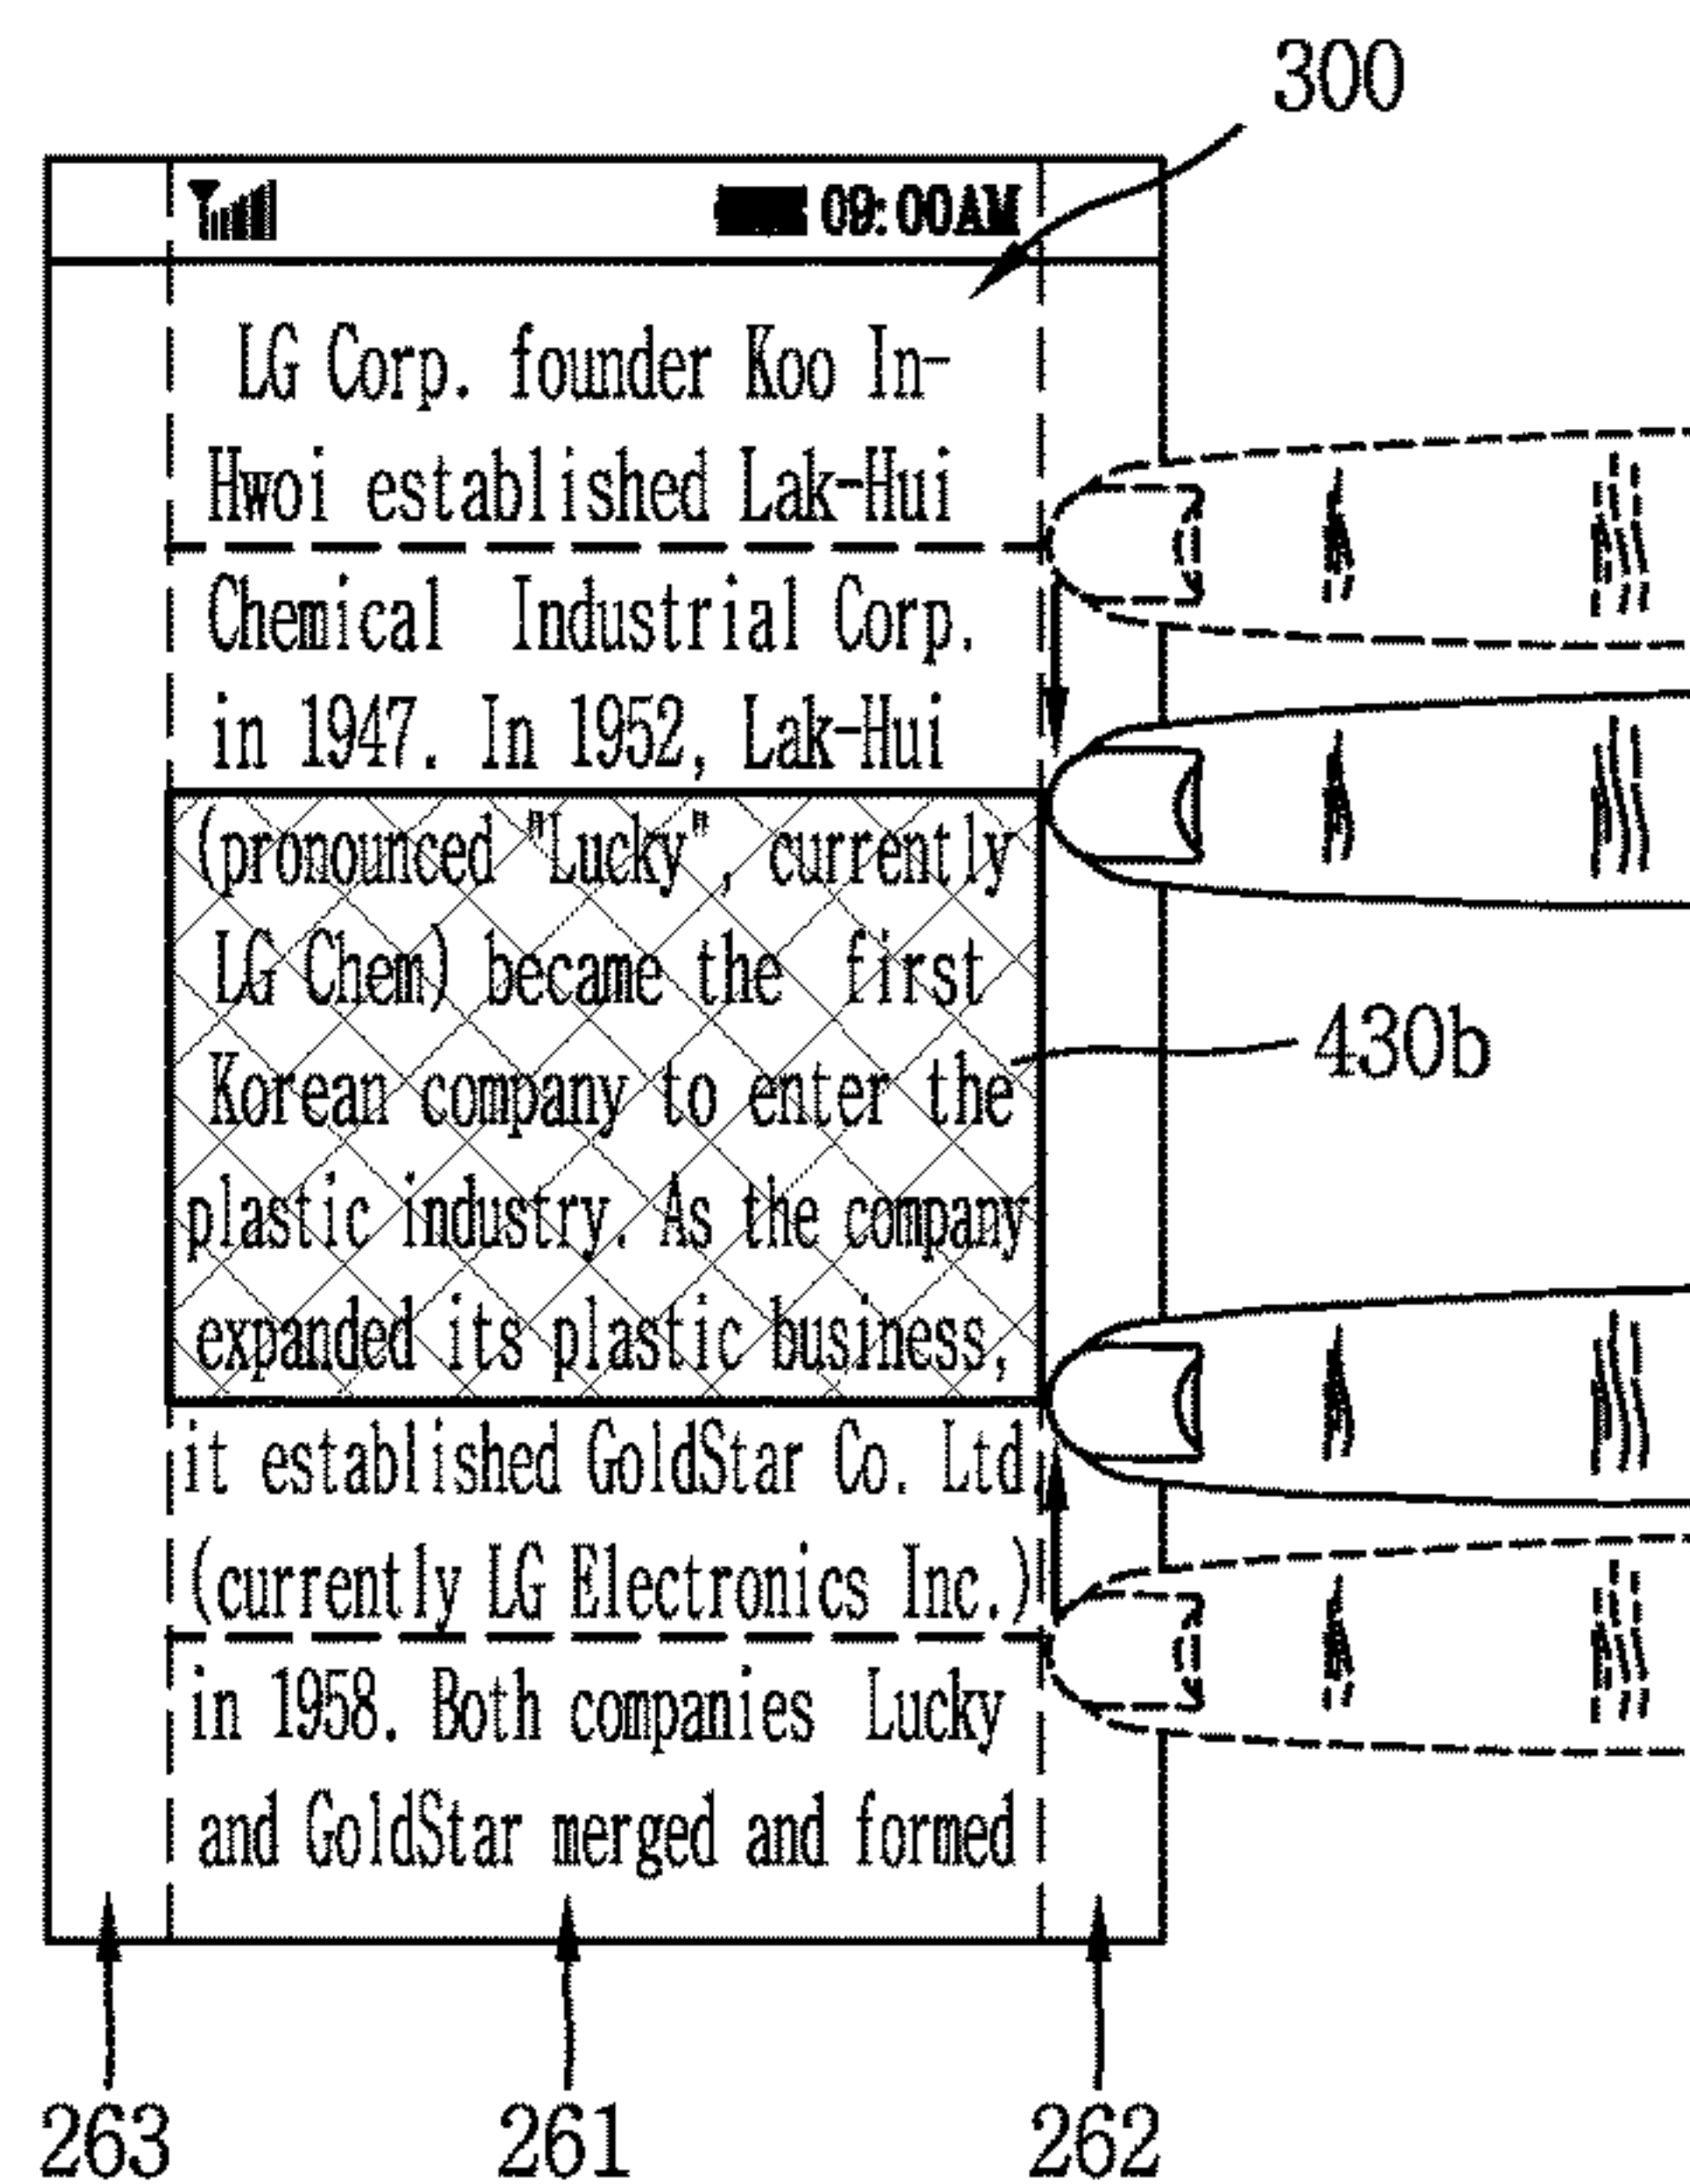 300
09:00AM
LG Corp. founder Koo In-
Hwoi established Lak-Hui
Chemical Industrial Corp.
in 1947. In 1952, Lak-Hui
(pronounced "Lucky", currently
LG Chem) became the first
Korean company to enter the
430b
plastic industry. As the company
expanded its plastic business,
it established GoldStar Co. Ltd
(currently LG Electronics Inc.)
in 1958. Both companies Lucky
and GoldStar merged and formed
263 261 262